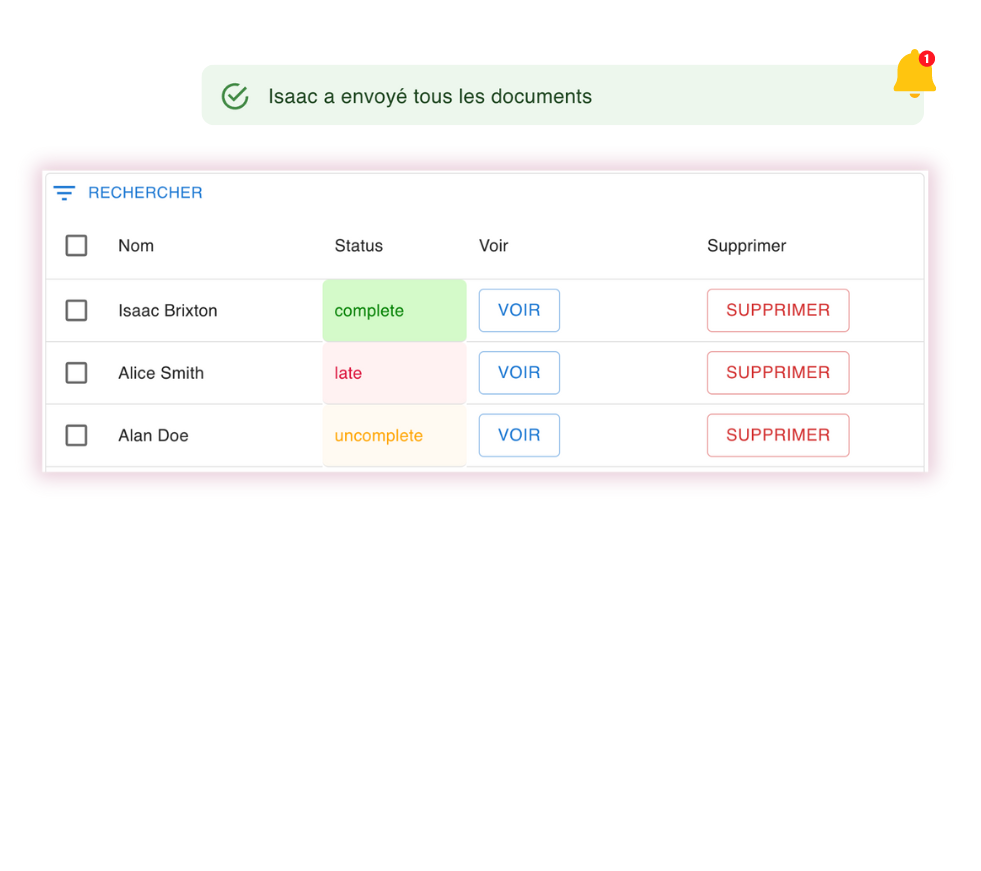 1
Isaac a envoyé tous les documents
RECHERCHER
Nom Status Voir Supprimer
Isaac Brixton complete VOIR SUPPRIMER
Alice Smith late VOIR SUPPRIMER
Alan Doe uncomplete VOIR SUPPRIMER